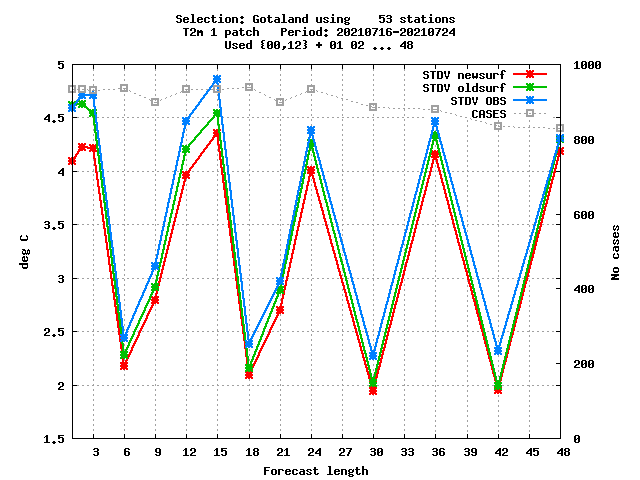 Selection: Gotaland using    53 stations
T2m 1 patch   Period: 20210716-20210724
Used {00,12} + 01 02 ... 48
STDV newsurf
STDV oldsurf
STDV OBS
CASES
5
4.5
4
3.5
3
2.5
2
1.5
deg C
1000
800
600
400
200
0
No cases
3 6 9 12 15 18 21 24 27 30 33 36 39 42 45 48
Forecast length